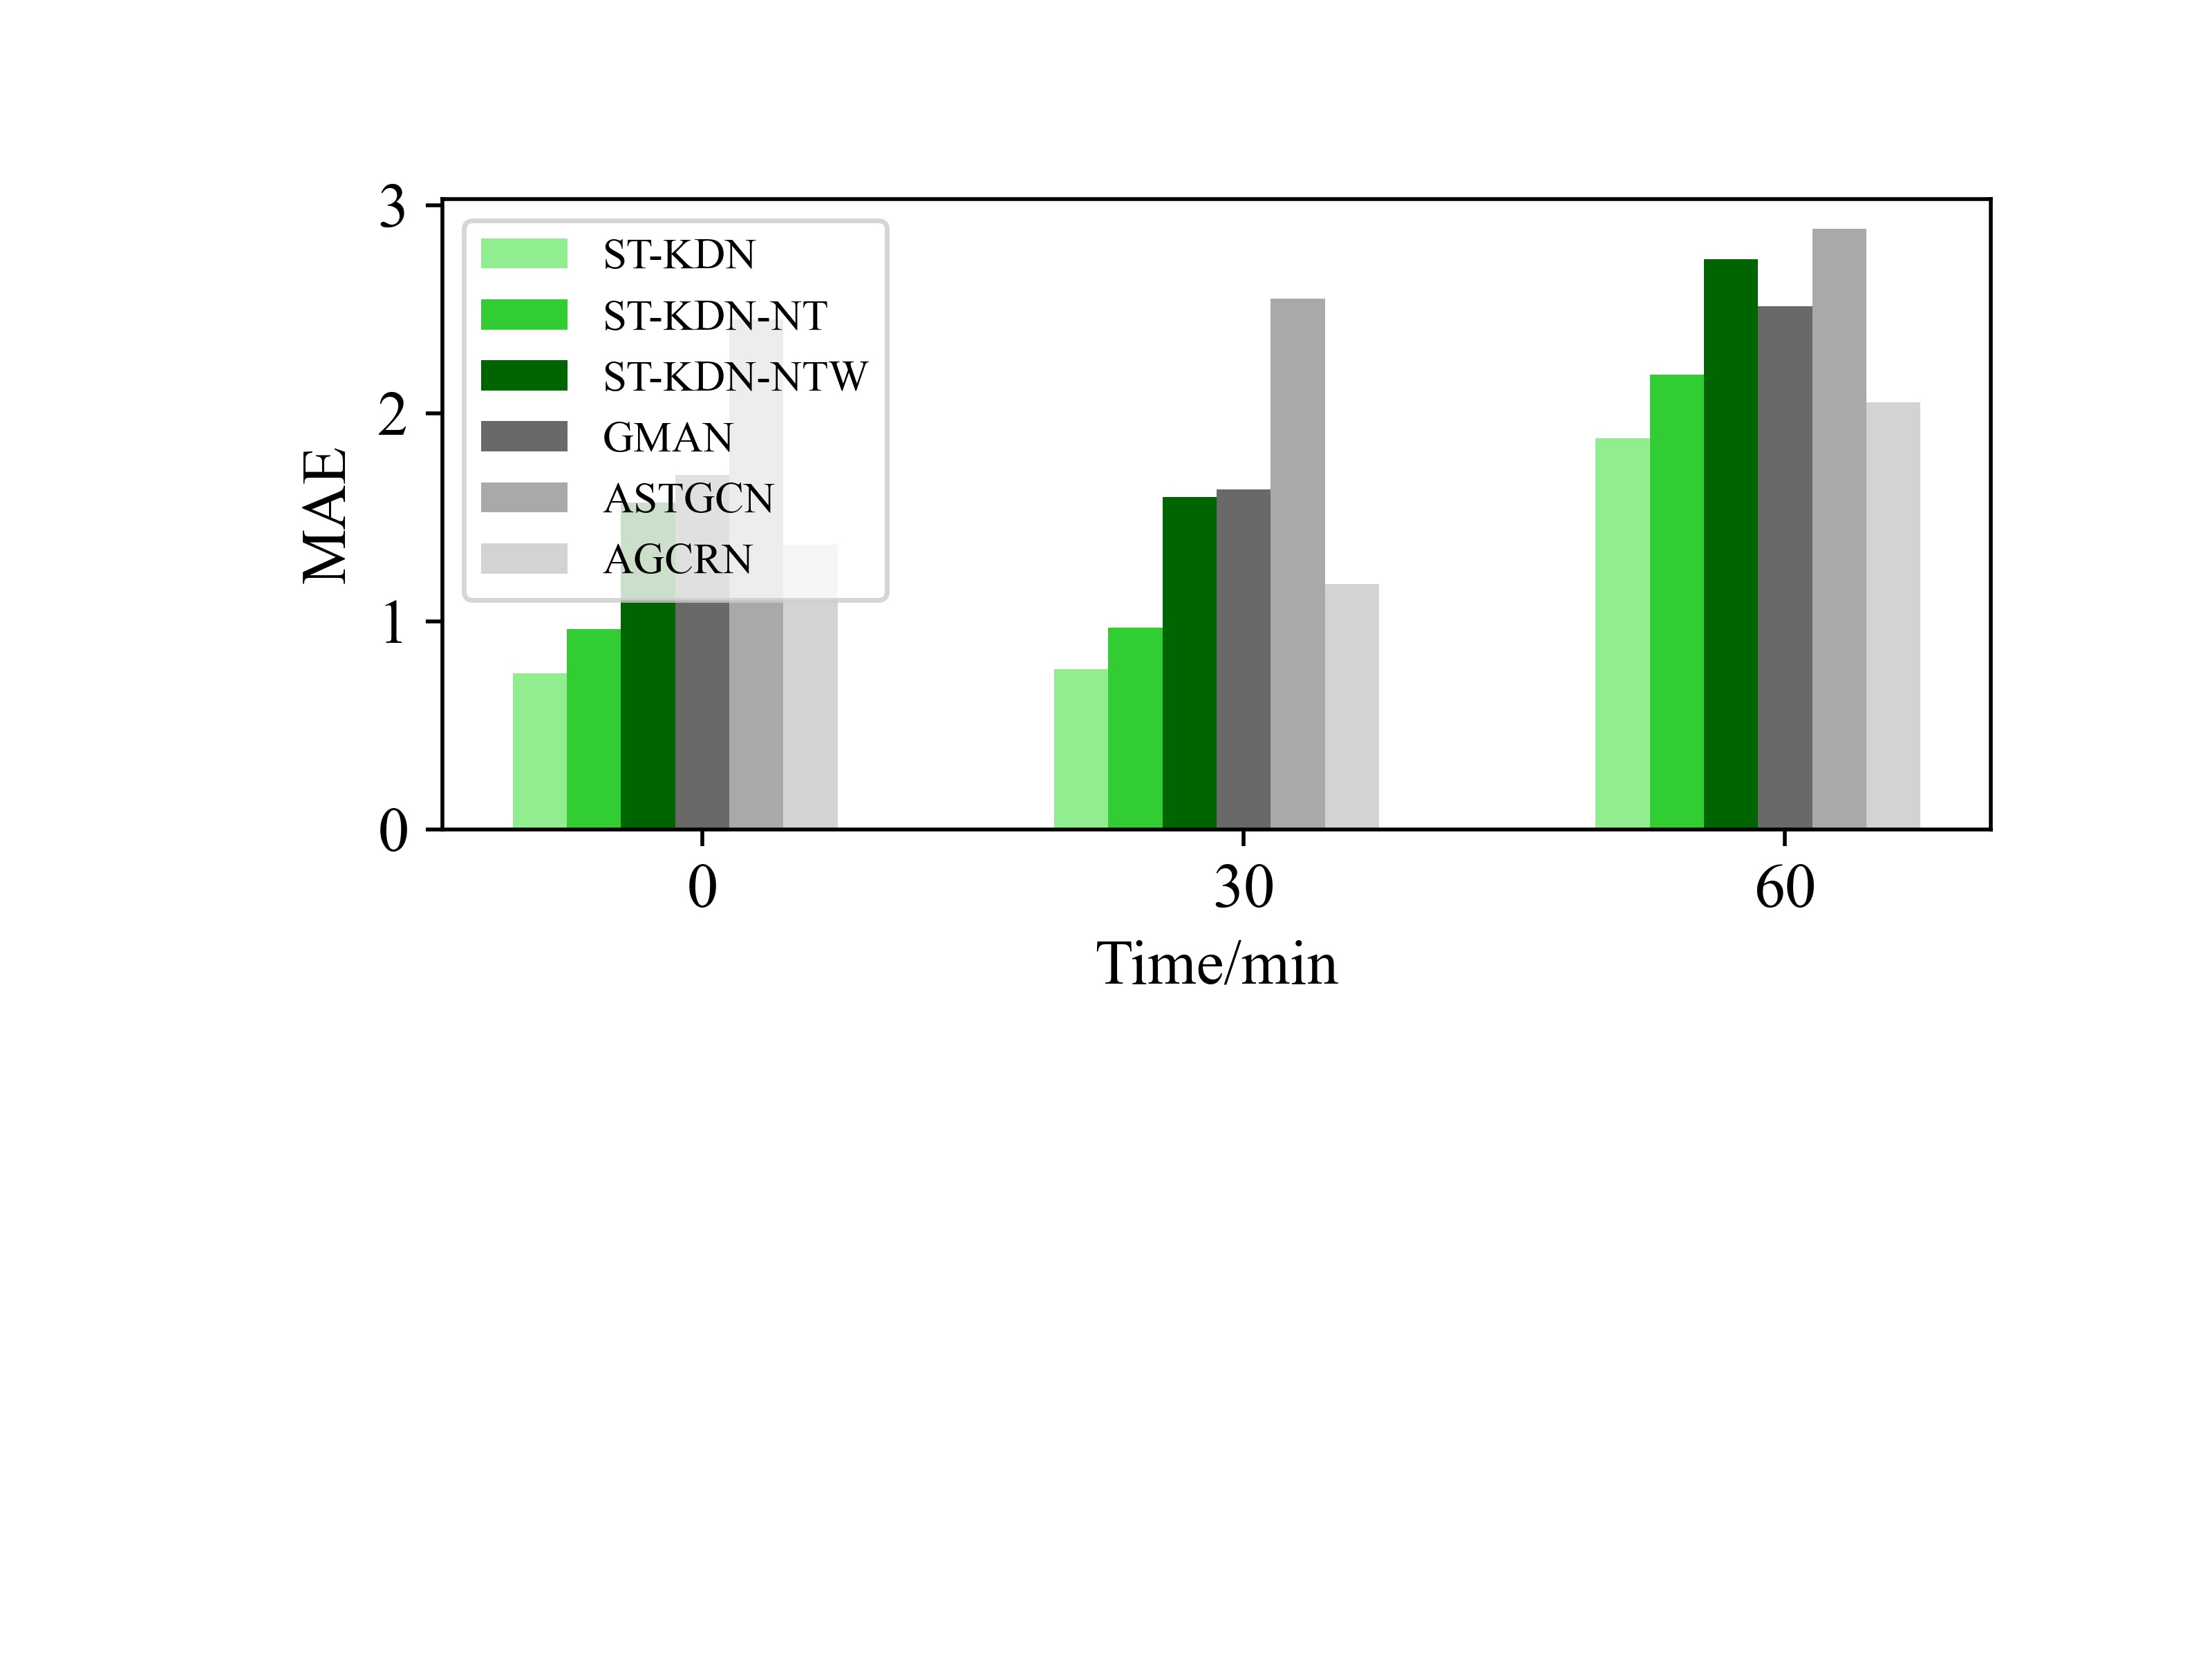 3
2
1
0
MAE
ST-KDN
ST-KDN-NT
ST-KDN-NTW
GMAN
ASTGCN
AGCRN
0 30 60
Time/min